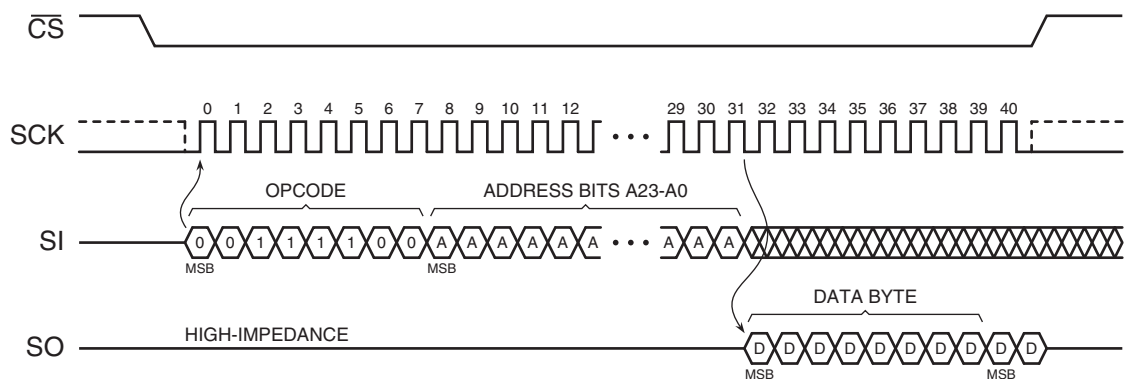 CS
0 1 2 3 4 5 6 7 8 9 10 11 12 29 30 31 32 33 34 35 36 37 38 39 40
SCK
OPCODE ADDRESS BITS A23-A0
SI 0 0 1 1 1 1 0 0 A A A A A A A A A
MSB MSB
DATA BYTE
HIGH-IMPEDANCE
SO D D D D D D D D D D
MSB MSB